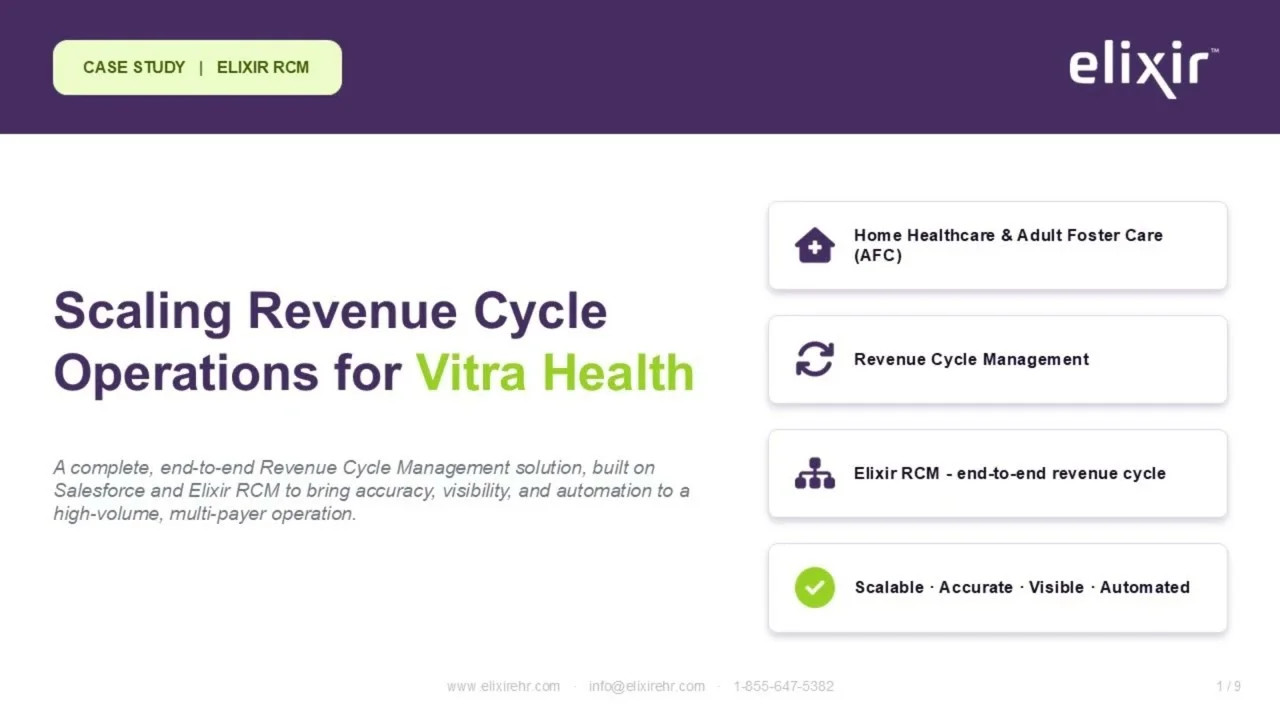 CASE STUDY | ELIXIR RCM
elixir™
Scaling Revenue Cycle
Operations for Vitra Health
A complete, end-to-end Revenue Cycle Management solution, built on
Salesforce and Elixir RCM to bring accuracy, visibility, and automation to a
high-volume, multi-payer operation.
Home Healthcare & Adult Foster Care
(AFC)
Revenue Cycle Management
Elixir RCM - end-to-end revenue cycle
Scalable · Accurate · Visible · Automated
www.elixirehr.com · info@elixirehr.com · 1-855-647-5382
1 / 9